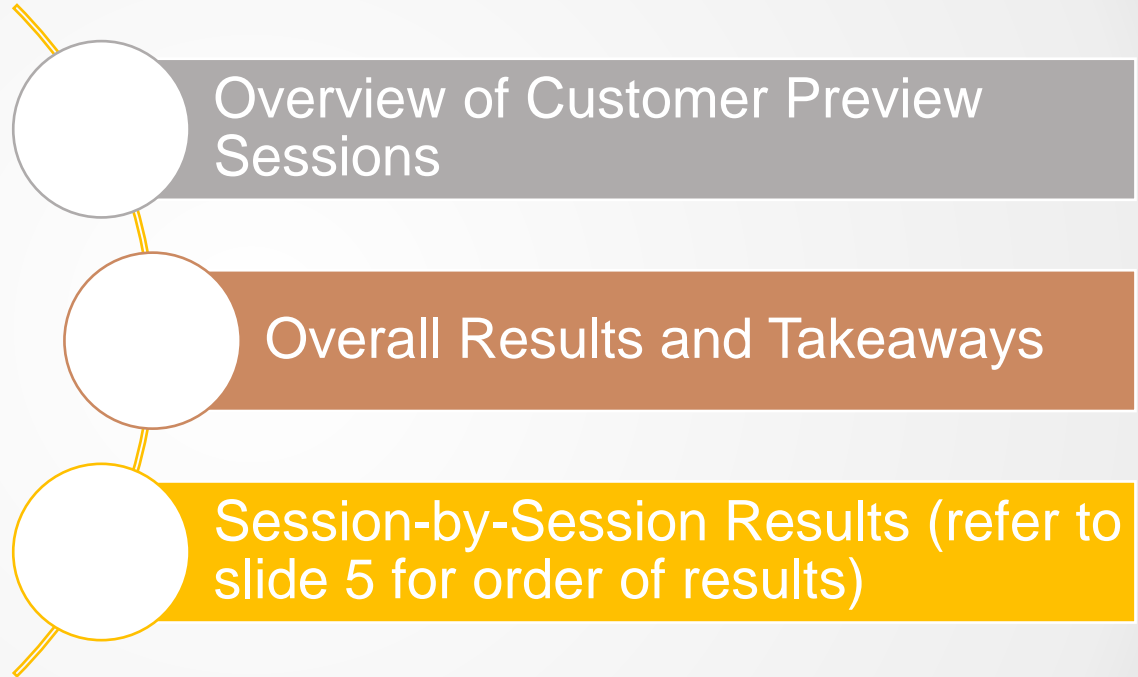 Overview of Customer Preview
Sessions
Overall Results and Takeaways
Session-by-Session Results (refer to
slide 5 for order of results)